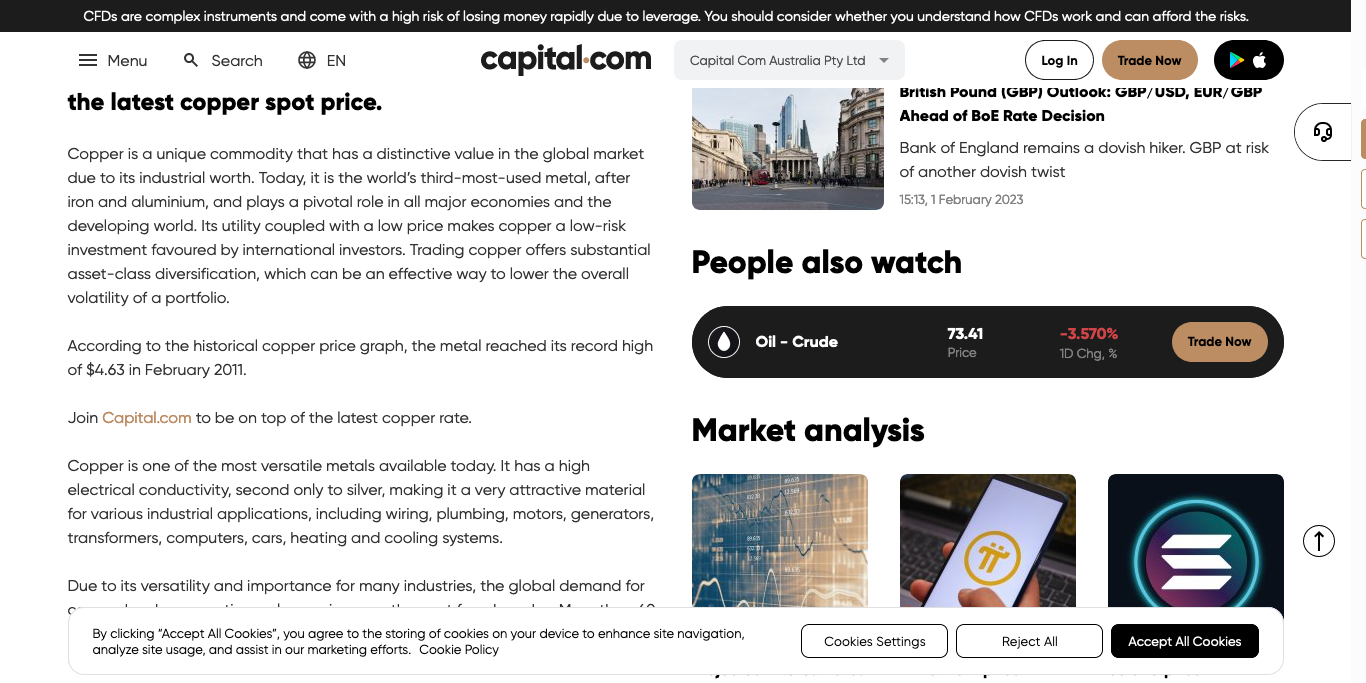 CFDs are complex instruments and come with a high risk of losing money rapidly due to leverage. You should consider whether you understand how CFDs work and can afford the risks.
Menu
Search
EN
capital.com
Capital Com Australia Pty Ltd
Log In
Trade Now
the latest copper spot price.
Copper is a unique commodity that has a distinctive value in the global market
due to its industrial worth. Today, it is the world's third-most-used metal, after
iron and aluminium, and plays a pivotal role in all major economies and the
developing world. Its utility coupled with a low price makes copper a low-risk
investment favoured by international investors. Trading copper offers substantial
asset-class diversification, which can be an effective way to lower the overall
volatility of a portfolio.
According to the historical copper price graph, the metal reached its record high
of $4.63 in February 2011.
Join Capital.com to be on top of the latest copper rate.
Copper is one of the most versatile metals available today. It has a high
electrical conductivity, second only to silver, making it a very attractive material
for various industrial applications, including wiring, plumbing, motors, generators,
transformers, computers, cars, heating and cooling systems.
Due to its versatility and importance for many industries, the global demand for
British Pound (GBP) Outlook: GBP/USD, EUR/GBP
Ahead of BoE Rate Decision
Bank of England remains a dovish hiker. GBP at risk
of another dovish twist
15:13, 1 February 2023
People also watch
Oil - Crude
73.41
Price
-3.570%
1D Chg, %
Trade Now
Market analysis
By clicking “Accept All Cookies”, you agree to the storing of cookies on your device to enhance site navigation,
analyze site usage, and assist in our marketing efforts. Cookie Policy
Cookies Settings
Reject All
Accept All Cookies